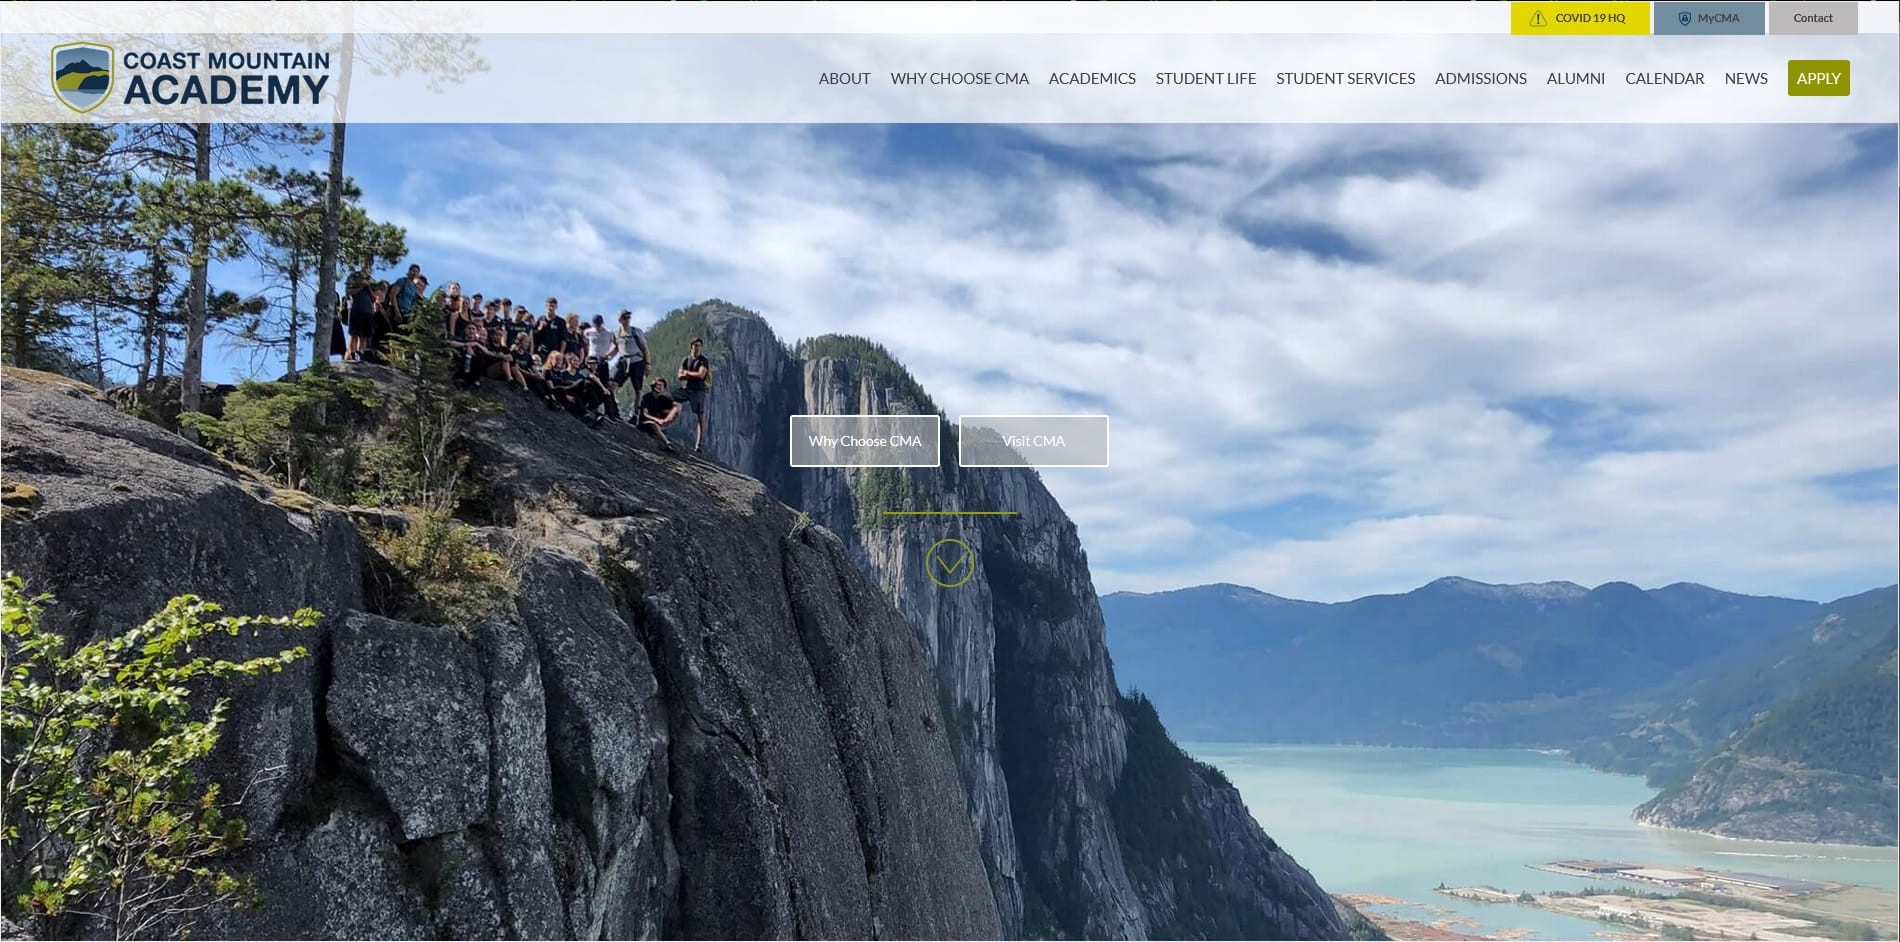 COVID 19 HQ
MyCMA
Contact
COAST MOUNTAIN
ACADEMY
ABOUT
WHY CHOOSE CMA
ACADEMICS
STUDENT LIFE
STUDENT SERVICES
ADMISSIONS
ALUMNI
CALENDAR
NEWS
APPLY
Why Choose CMA
Visit CMA